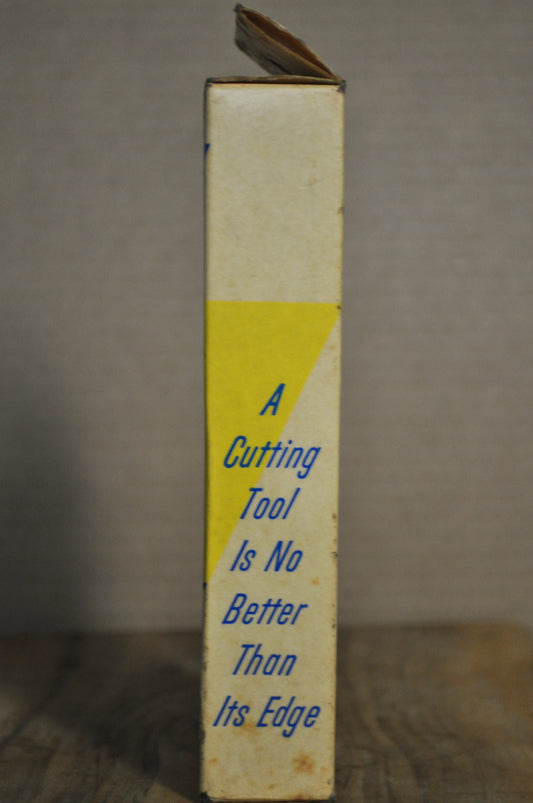 A
Cutting
Tool
Is No
Better
Than
Its Edge